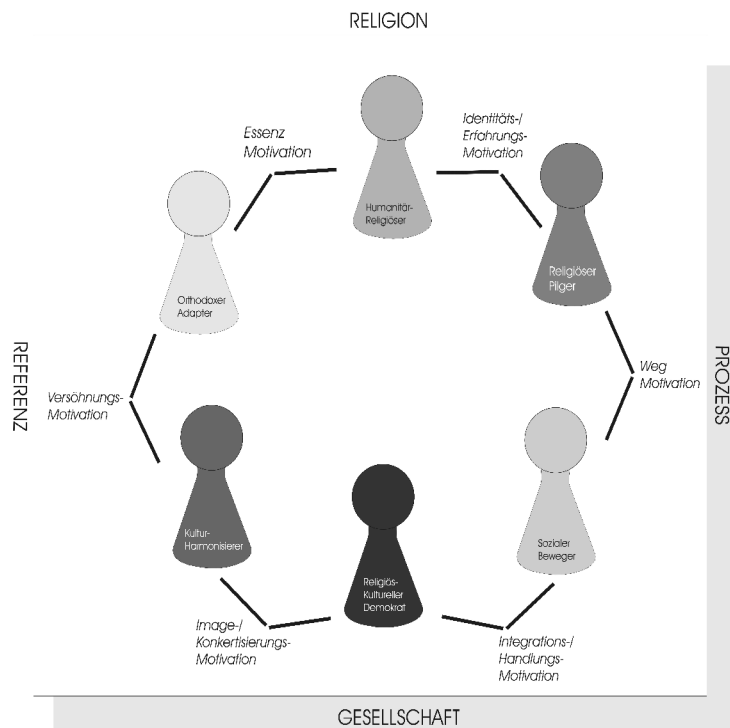 RELIGION
Essenz
Motivation
Identitäts-/
Erfahrungs-
Motivation
Humanitär-
Religiöser
Religiöser
Pilger
Orthodoxer
Adapter
REFERENZ
PROZESS
Versöhnungs-
Motivation
Weg
Motivation
Kultur-
Harmonisierer
Religiös-
Kultureller
Demokrat
Sozialer
Beweger
Image-/
Konkertisierungs-
Motivation
Integrations-/
Handlungs-
Motivation
GESELLSCHAFT